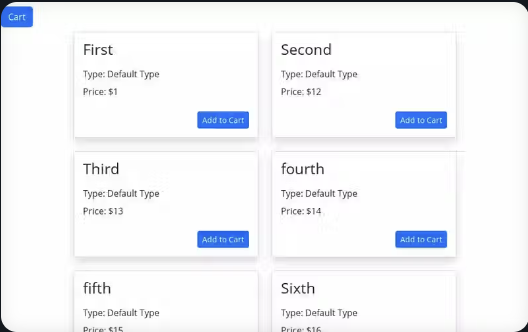 Cart
First
Type: Default Type
Price: $1
Add to Cart
Second
Type: Default Type
Price: $12
Add to Cart
Third
Type: Default Type
Price: $13
Add to Cart
fourth
Type: Default Type
Price: $14
Add to Cart
fifth
Type: Default Type
Price: $15
Sixth
Type: Default Type
Price: $16